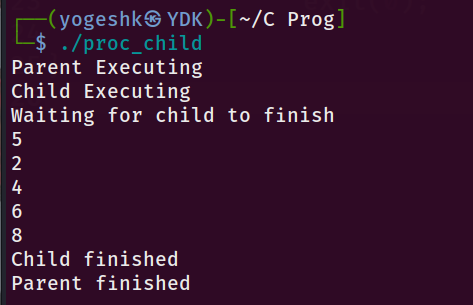 ┌──(yogeshk㉿YDK)-[~/C Prog]
└─$ ./proc_child
Parent Executing
Child Executing
Waiting for child to finish
5
2
4
6
8
Child finished
Parent finished